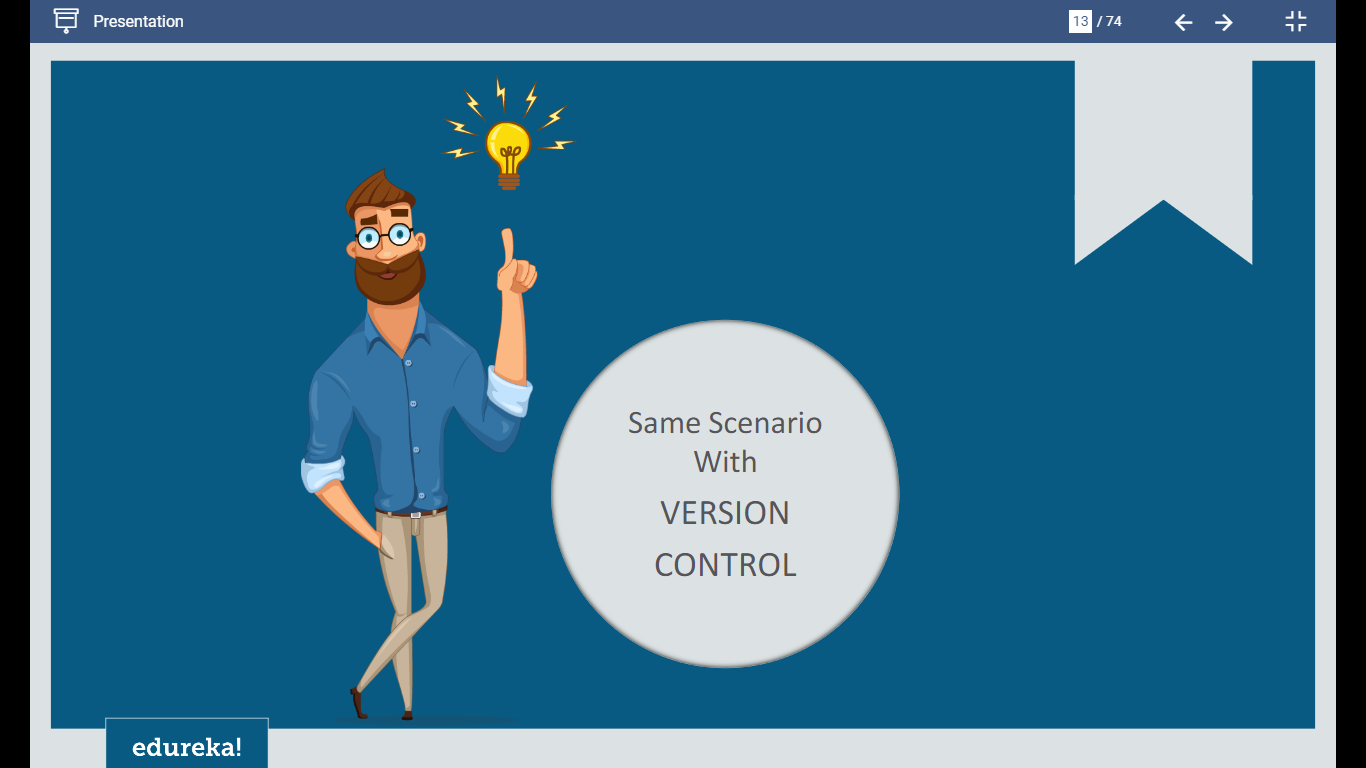 Presentation
13 / 74
Same Scenario
With
VERSION
CONTROL
edureka!